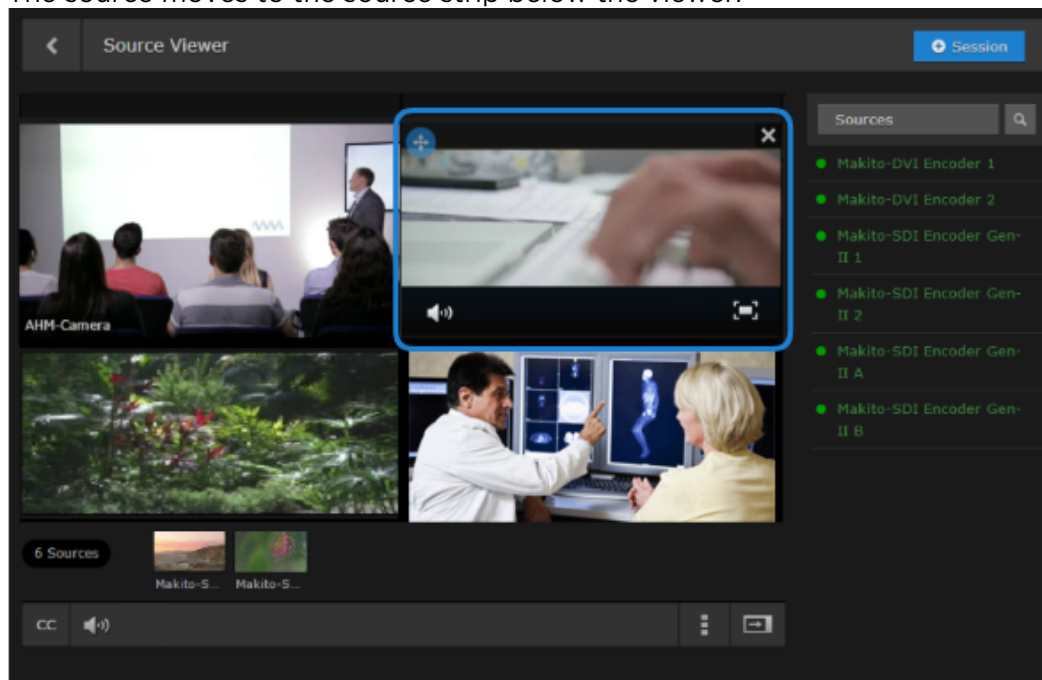 The source moves to the source strip below the viewer.
Source Viewer
Session
Sources
Makito-DVI Encoder 1
Makito-DVI Encoder 2
Makito-SDI Encoder Gen-
II 1
Makito-SDI Encoder Gen-
II 2
Makito-SDI Encoder Gen-
II A
Makito-SDI Encoder Gen-
II B
AHM-Camera
6 Sources
Makito-S...
Makito-S...
CC